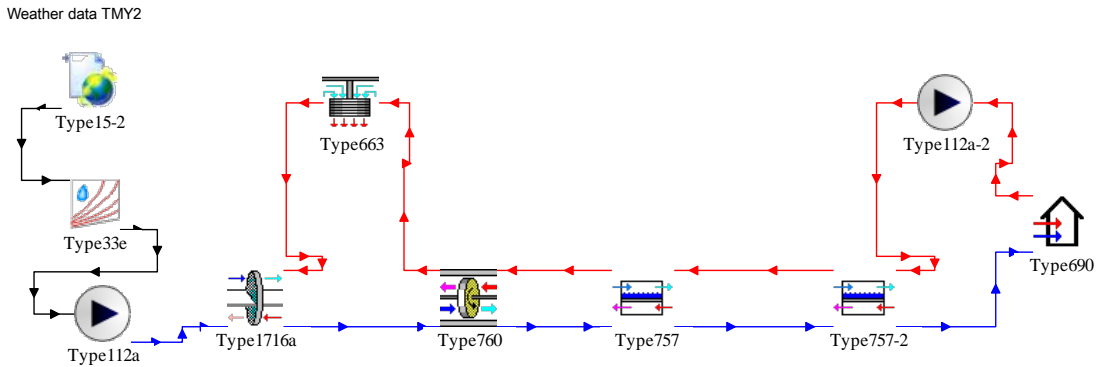 Weather data TMY2
Type15-2
Type663
Type112a-2
Type33e
Type690
Type112a
Type1716a
Type760
Type757
Type757-2